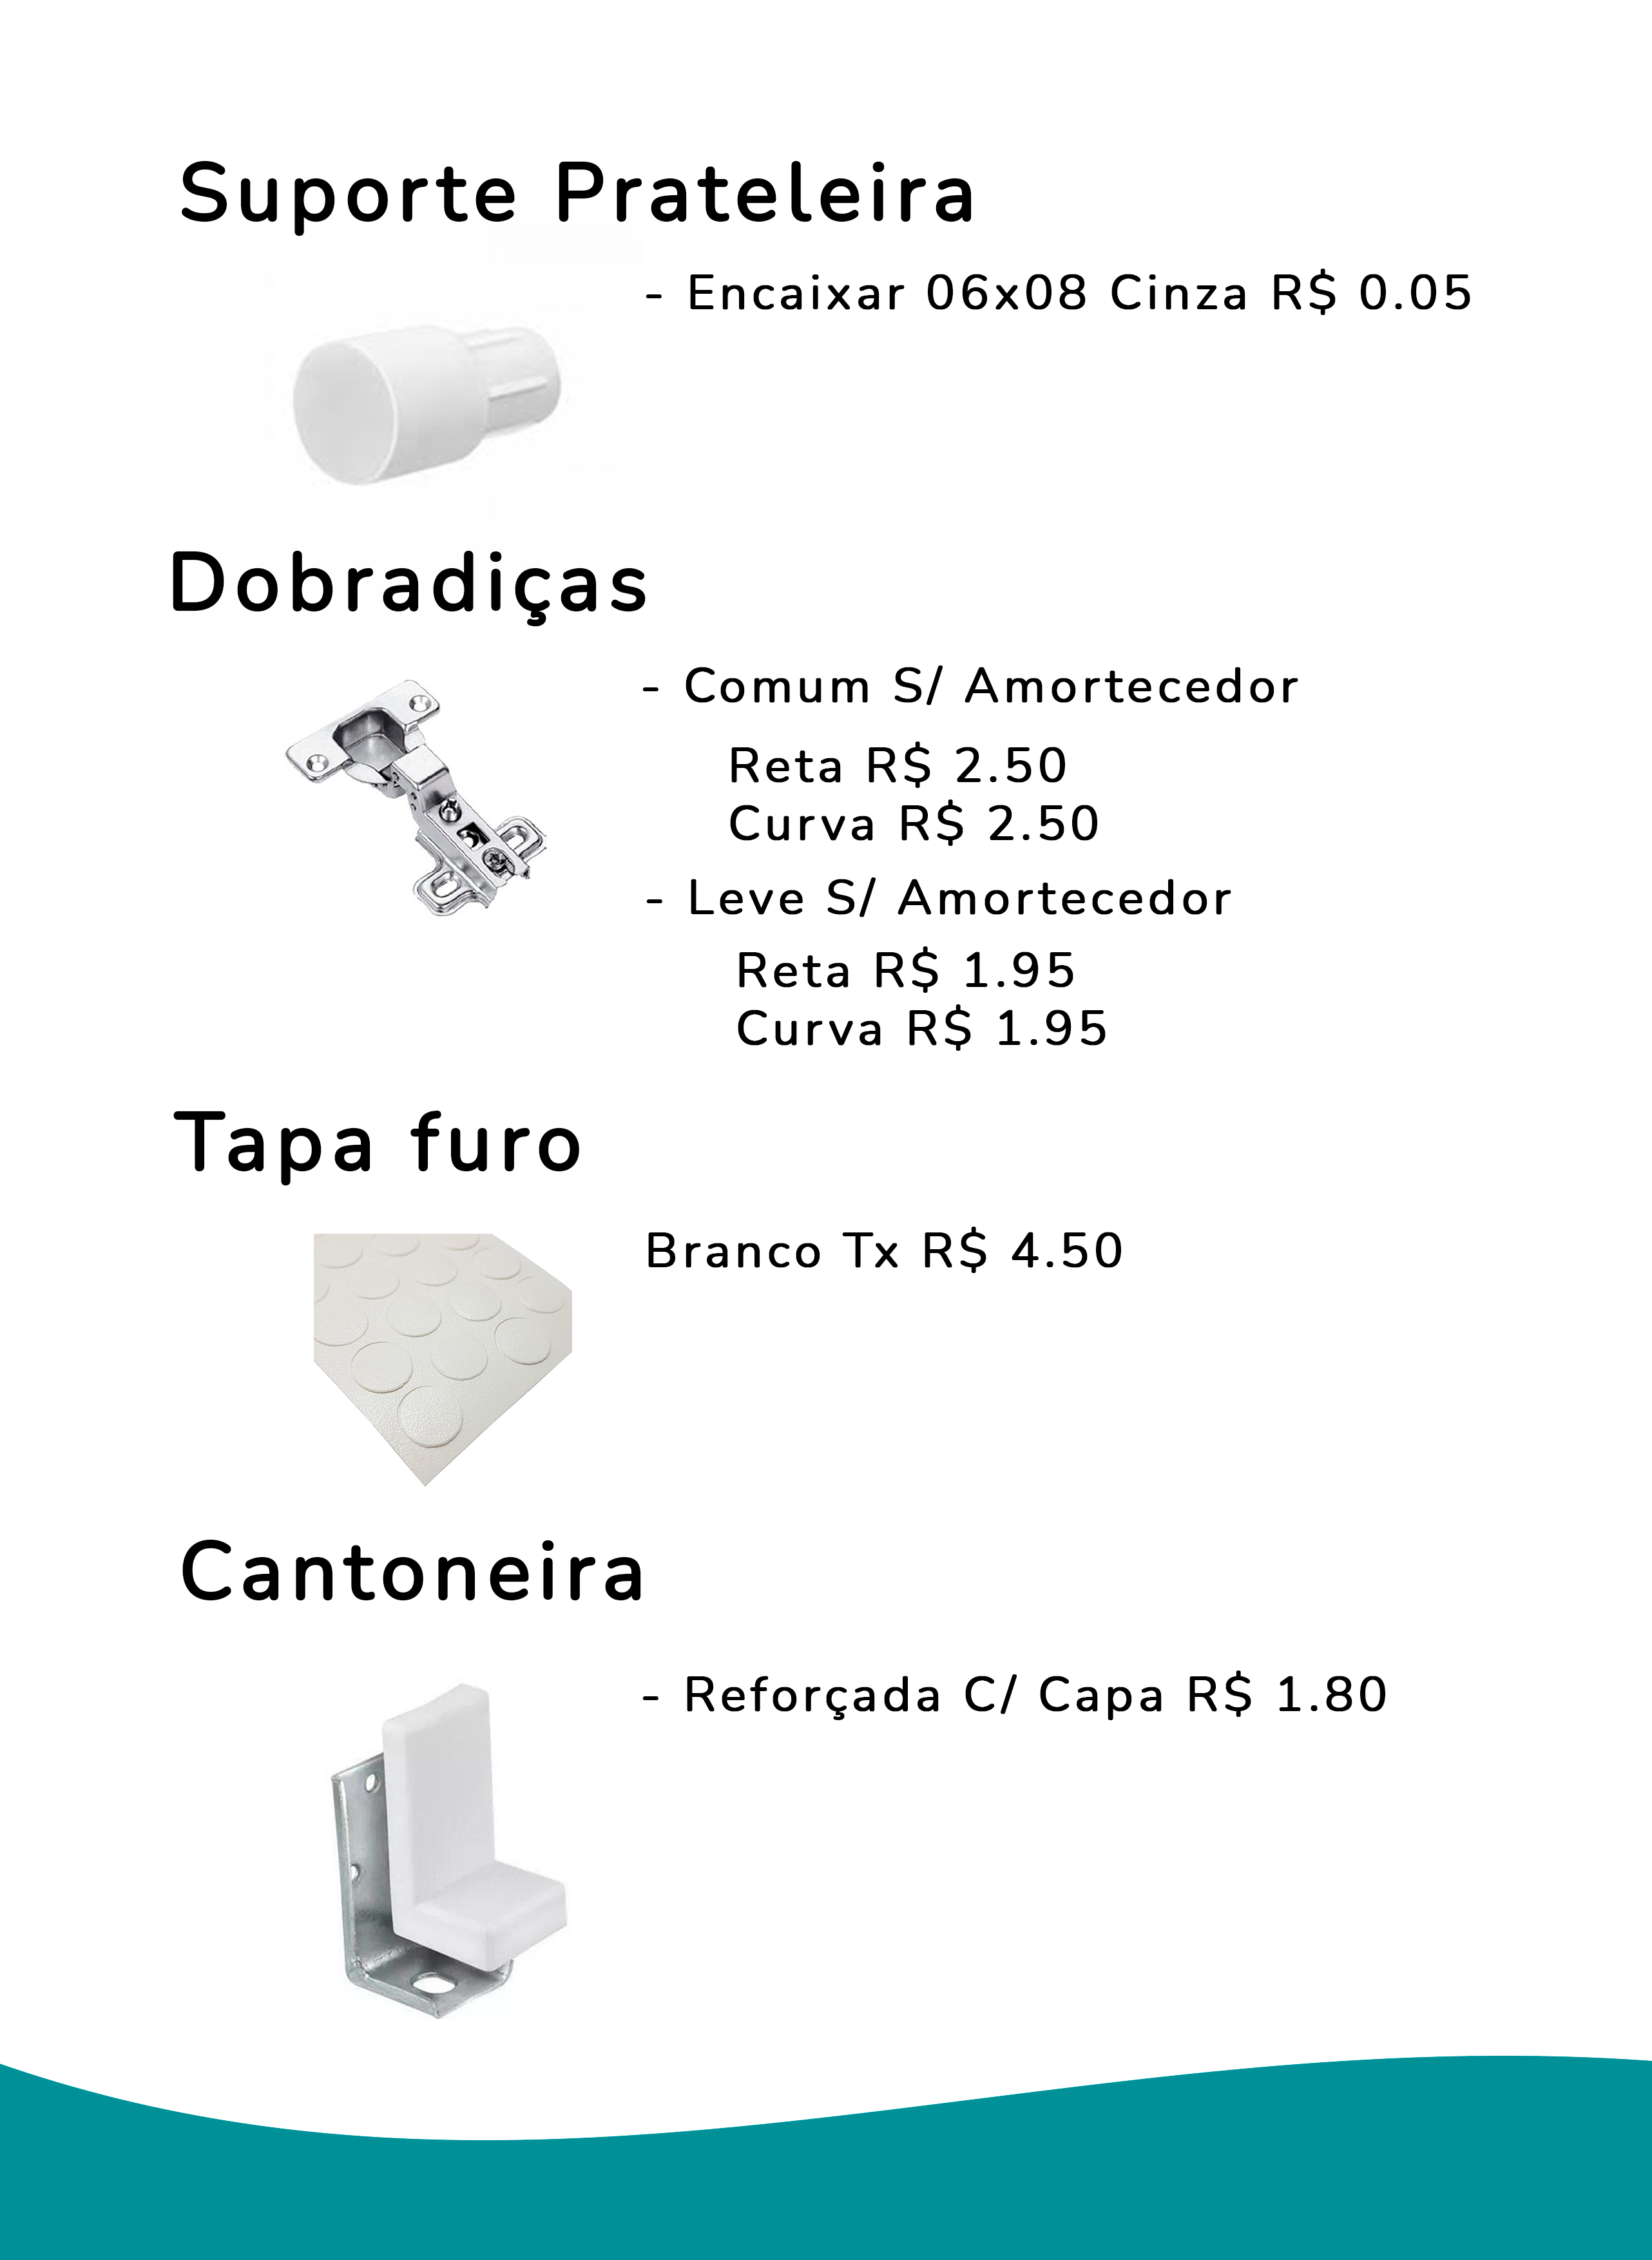 Suporte Prateleira
- Encaixar 06x08 Cinza R$ 0.05
Dobradiças
- Comum S/ Amortecedor
Reta R$ 2.50
Curva R$ 2.50
- Leve S/ Amortecedor
Reta R$ 1.95
Curva R$ 1.95
Tapa furo
Branco Tx R$ 4.50
Cantoneira
- Reforçada C/ Capa R$ 1.80